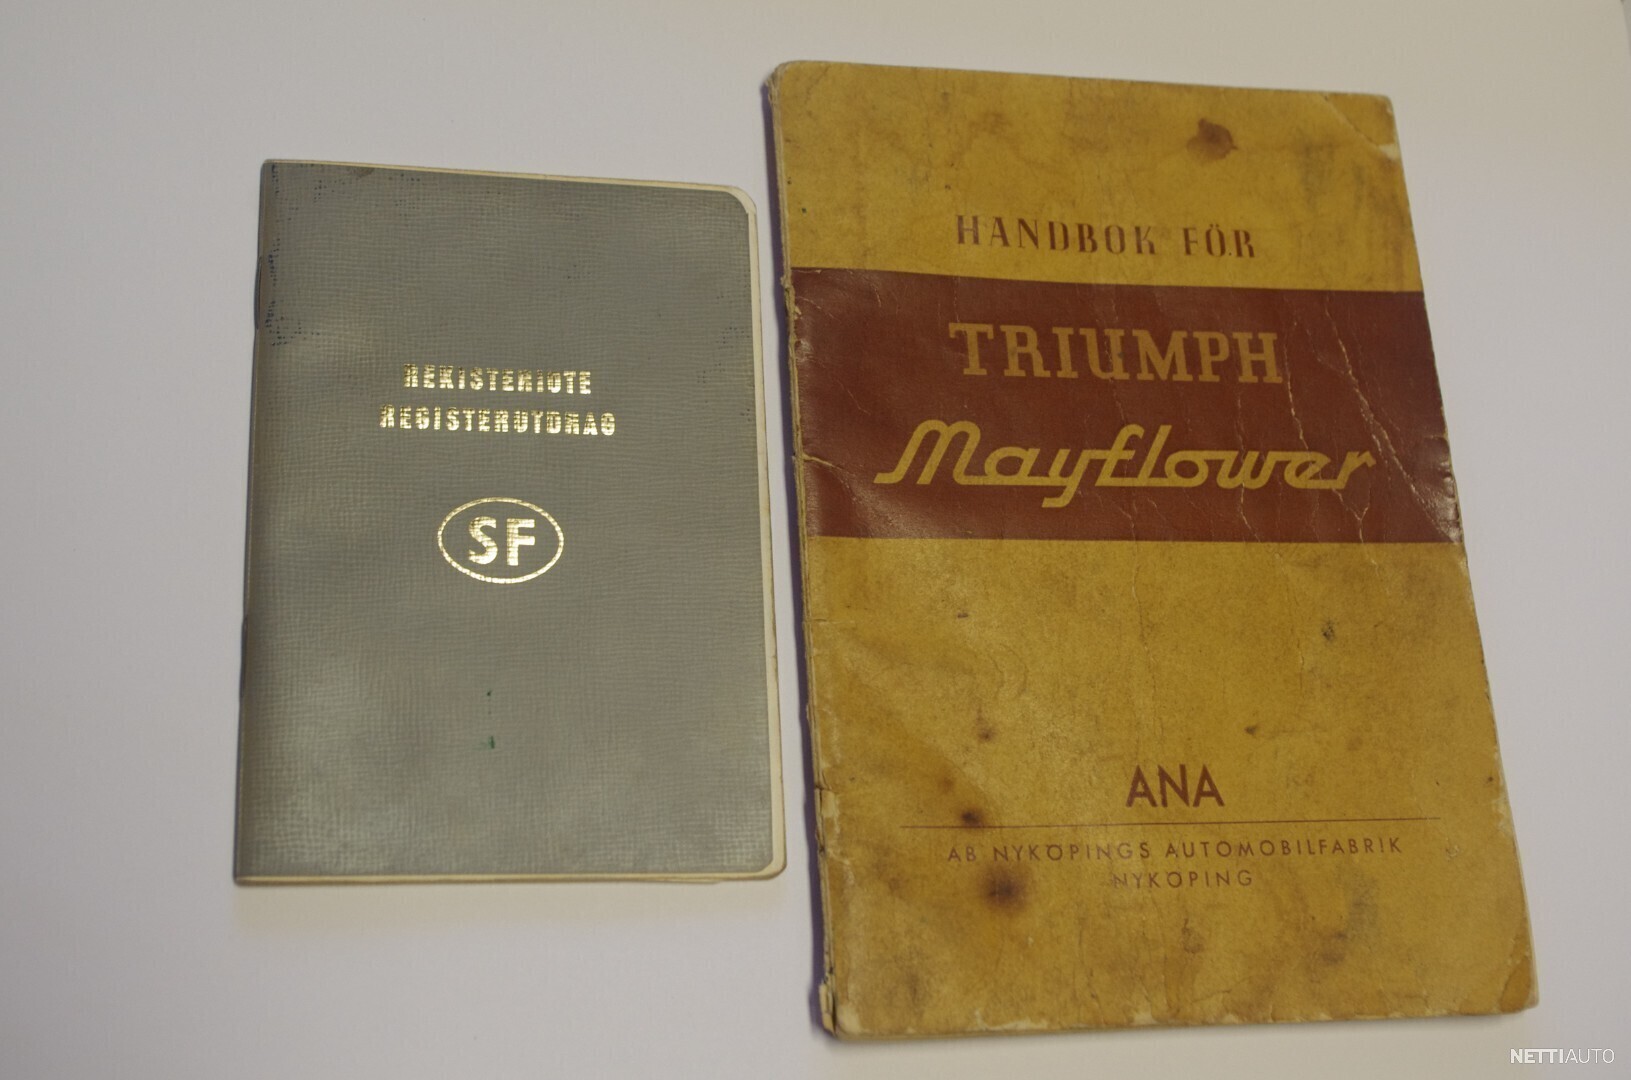 REKISTERIOTE
REGISTERUTDRAG
SF
HANDBOK FÖR
TRIUMPH
Mayflower
ANA
AB NYKÖPINGS AUTOMOBILFABRIK
NYKÖPING
NETTIAUTO